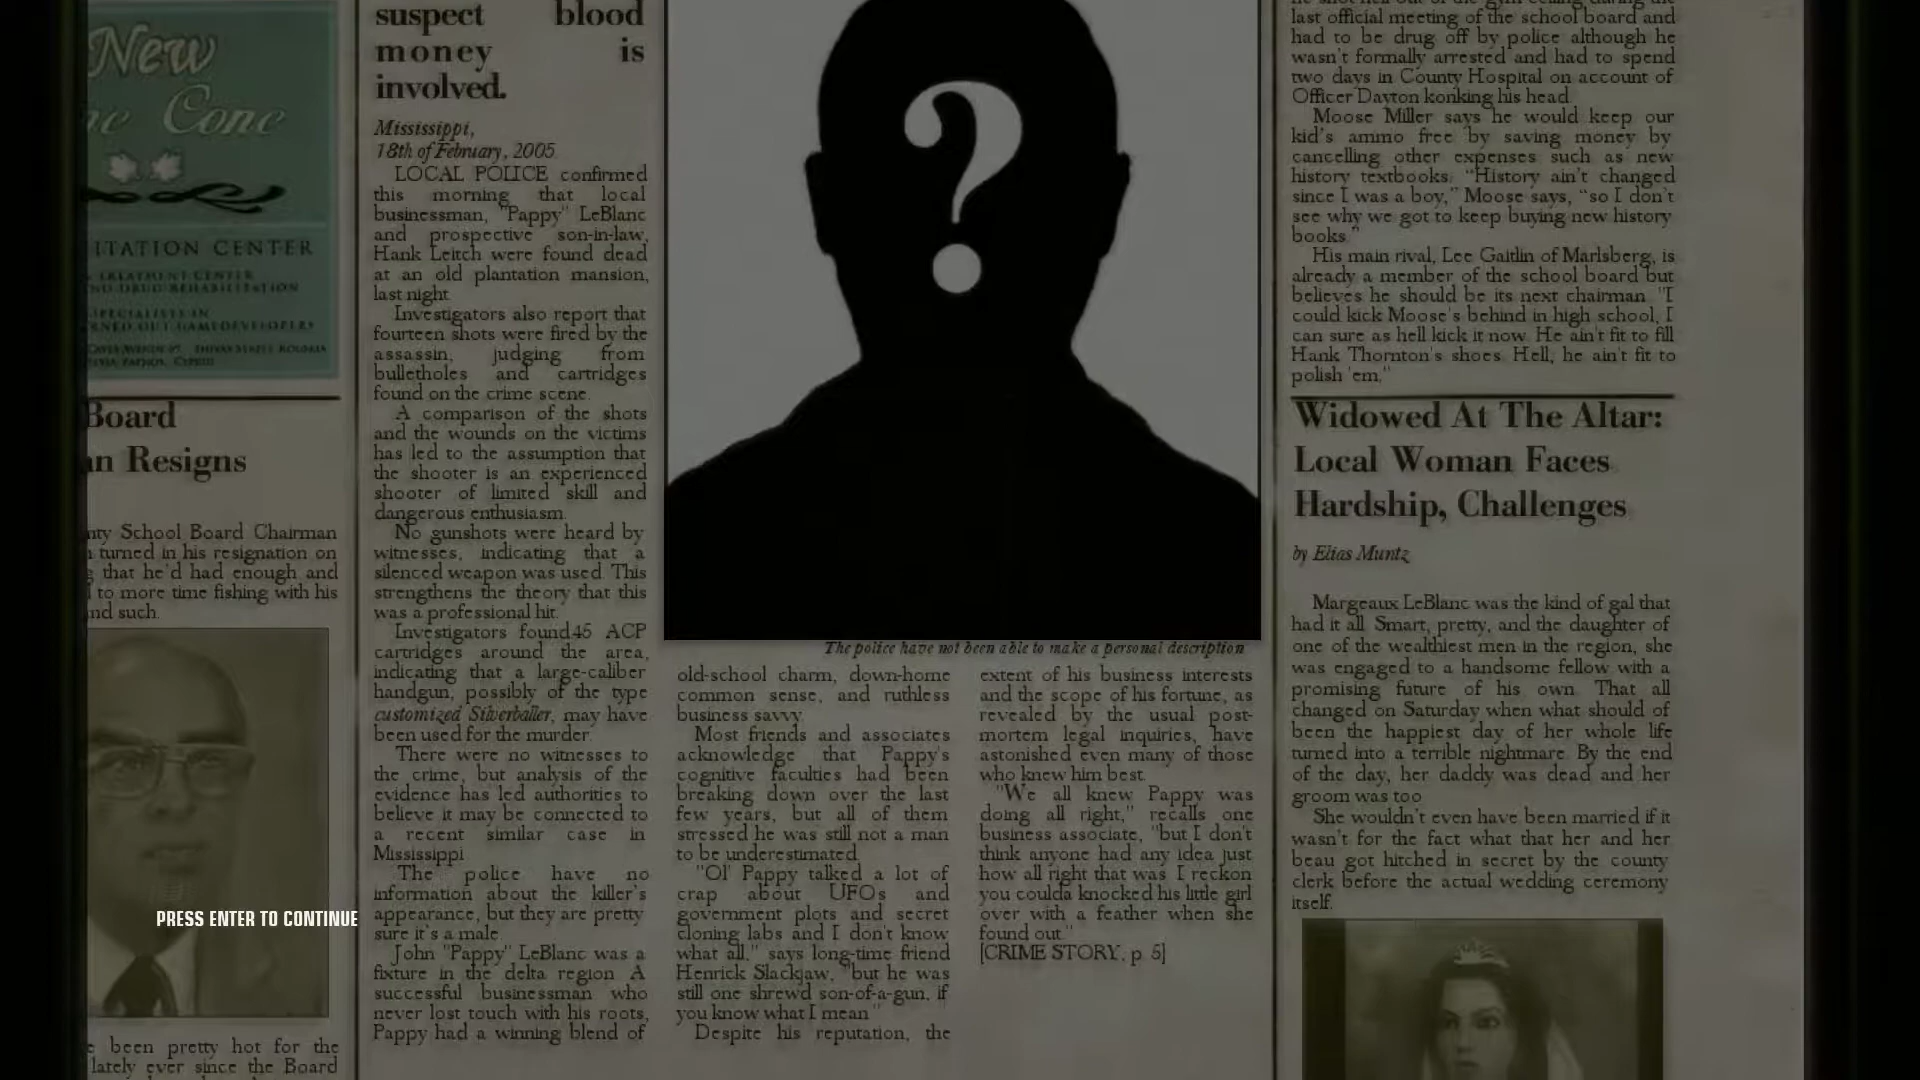 New
Cone
ITATION CENTER
TREATMENT CENTER
SPECIALISTS IN
Board
an Resigns
nty School Board Chairman
turned in his resignation on
that he'd had enough and
to more time fishing with his
nd such.
been pretty hot for the
lately ever since the Board
PRESS ENTER TO CONTINUE
suspect blood
money is
involved.
Mississippi,
18th of February, 2005
LOCAL POLICE confirmed
this morning that local
businessman, "Pappy" LeBlanc
and prospective son-in-law,
Hank Leitch were found dead
at an old plantation mansion,
last night
Investigators also report that
fourteen shots were fired by the
assassin, judging from
bulletholes and cartridges
found on the crime scene.
A comparison of the shots
and the wounds on the victims
has led to the assumption that
the shooter is an experienced
shooter of limited skill and
dangerous enthusiasm.
No gunshots were heard by
witnesses, indicating that a
silenced weapon was used. This
strengthens the theory that this
was a professional hit.
Investigators found.45 ACP
cartridges around the area,
indicating that a large-caliber
handgun, possibly of the type
customized Silverballer, may have
been used for the murder.
There were no witnesses to
the crime, but analysis of the
evidence has led authorities to
believe it may be connected to
a recent similar case in
Mississippi
The police have no
information about the killer's
appearance, but they are pretty
sure it's a male.
John "Pappy" LeBlanc was a
fixture in the delta region. A
successful businessman who
never lost touch with his roots,
Pappy had a winning blend of
The police have not been able to make a personal description
old-school charm, down-home
common sense, and ruthless
business savvy.
Most friends and associates
acknowledge that Pappy's
cognitive faculties had been
breaking down over the last
few years, but all of them
stressed he was still not a man
to be underestimated.
"Ol' Pappy talked a lot of
crap about UFOs and
government plots and secret
cloning labs and I don't know
what all," says long-time friend
Henrick Slackjaw, "but he was
still one shrewd son-of-a-gun, if
you know what I mean"
Despite his reputation, the
extent of his business interests
and the scope of his fortune, as
revealed by the usual post-
mortem legal inquiries, have
astonished even many of those
who knew him best.
"We all knew Pappy was
doing all right," recalls one
business associate, "but I don't
think anyone had any idea just
how all right that was. I reckon
you coulda knocked his little girl
over with a feather when she
found out."
[CRIME STORY, p. 5]
last official meeting of the school board and
had to be drug off by police although he
wasn't formally arrested and had to spend
two days in County Hospital on account of
Officer Dayton konking his head.
Moose Miller says he would keep our
kid's ammo free by saving money by
cancelling other expenses such as new
history textbooks. "History ain't changed
since I was a boy," Moose says, "so I don't
see why we got to keep buying new history
books."
His main rival, Lee Gaitlin of Marlsberg, is
already a member of the school board but
believes he should be its next chairman. "I
could kick Moose's behind in high school, I
can sure as hell kick it now. He ain't fit to fill
Hank Thornton's shoes. Hell, he ain't fit to
polish 'em."
Widowed At The Altar:
Local Woman Faces
Hardship, Challenges
by Elias Muntz
Margeaux LeBlanc was the kind of gal that
had it all. Smart, pretty, and the daughter of
one of the wealthiest men in the region, she
was engaged to a handsome fellow with a
promising future of his own. That all
changed on Saturday when what should of
been the happiest day of her whole life
turned into a terrible nightmare. By the end
of the day, her daddy was dead and her
groom was too.
She wouldn't even have been married if it
wasn't for the fact what that her and her
beau got hitched in secret by the county
clerk before the actual wedding ceremony
itself.